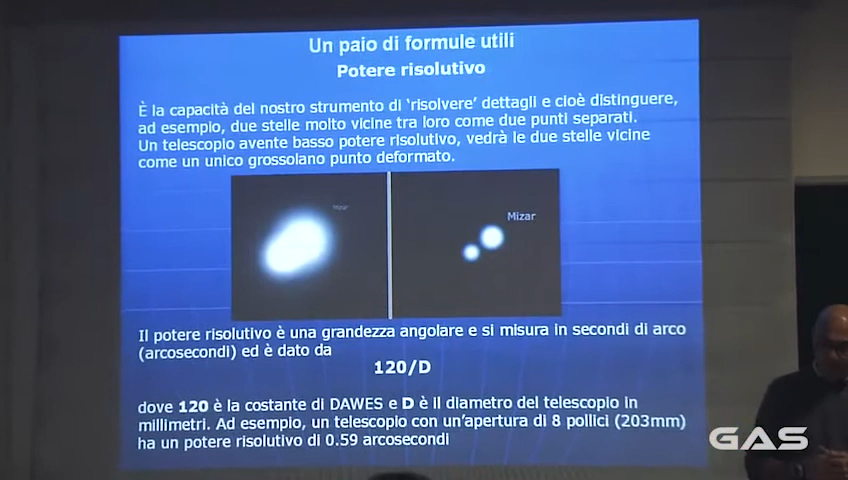 Un paio di formule utili
Potere risolutivo
È la capacità del nostro strumento di ‘risolvere’ dettagli e cioè distinguere,
ad esempio, due stelle molto vicine tra loro come due punti separati.
Un telescopio avente basso potere risolutivo, vedrà le due stelle vicine
come un unico grossolano punto deformato.
Mizar
Mizar
Il potere risolutivo è una grandezza angolare e si misura in secondi di arco
(arcosecondi) ed è dato da
120/D
dove 120 è la costante di DAWES e D è il diametro del telescopio in
millimetri. Ad esempio, un telescopio con un'apertura di 8 pollici (203mm)
ha un potere risolutivo di 0.59 arcosecondi
GAS